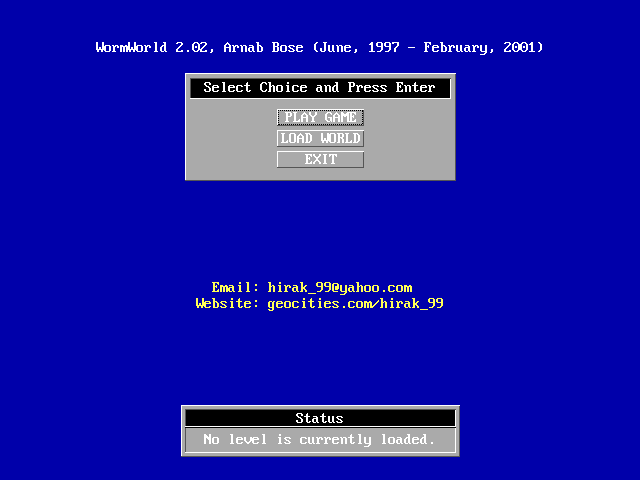 WormWorld 2.02, Arnab Bose (June, 1997 - February, 2001)
Select Choice and Press Enter
PLAY GAME
LOAD WORLD
EXIT
Email: hirak_99@yahoo.com
Website: geocities.com/hirak_99
Status
No level is currently loaded.